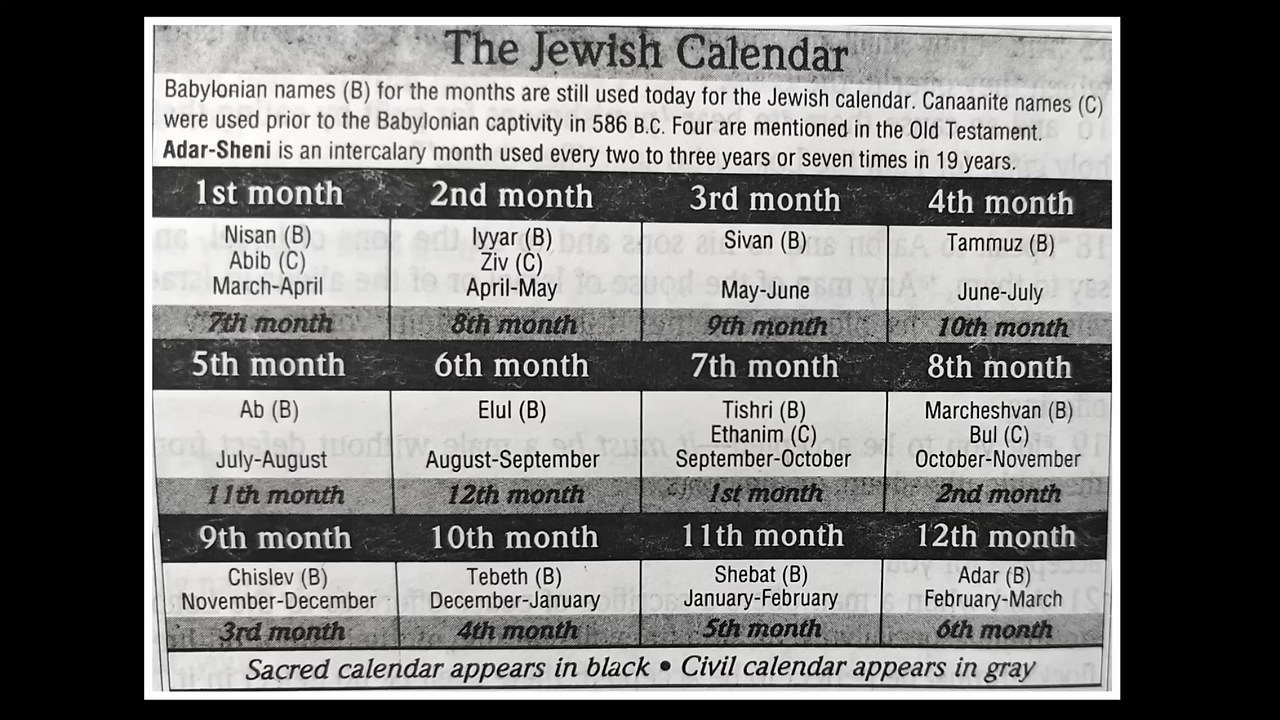 The Jewish Calendar
Babylonian names (B) for the months are still used today for the Jewish calendar. Canaanite names (C)
were used prior to the Babylonian captivity in 586 B.C. Four are mentioned in the Old Testament.
Adar-Sheni is an intercalary month used every two to three years or seven times in 19 years.
1st month 2nd month 3rd month 4th month
Nisan (B) Iyyar (B) Sivan (B) Tammuz (B)
Abib (C) Ziv (C)
March-April April-May May-June June-July
7th month 8th month 9th month 10th month
5th month 6th month 7th month 8th month
Ab (B) Elul (B) Tishri (B) Marcheshvan (B)
Ethanim (C) Bul (C)
July-August August-September September-October October-November
11th month 12th month 1st month 2nd month
9th month 10th month 11th month 12th month
Chislev (B) Tebeth (B) Shebat (B) Adar (B)
November-December December-January January-February February-March
3rd month 4th month 5th month 6th month
Sacred calendar appears in black • Civil calendar appears in gray